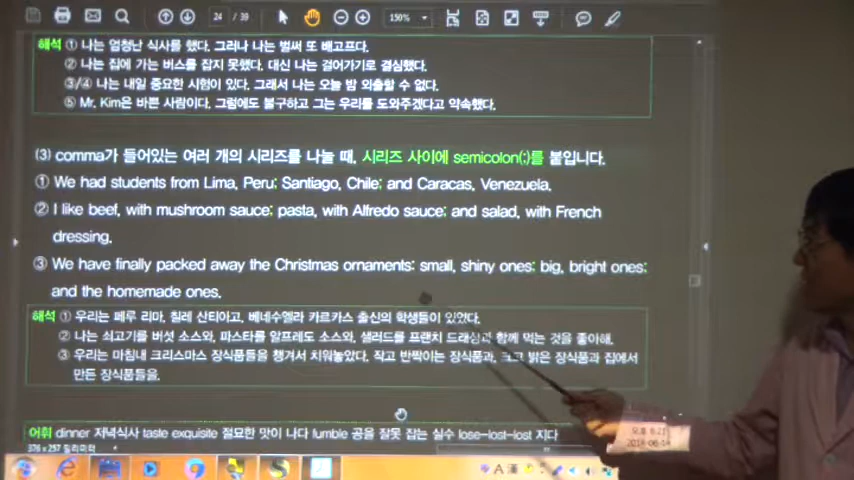 24 / 39
150%
해석 ① 나는 엄청난 식사를 했다. 그러나 나는 벌써 또 배고프다.
② 나는 집에 가는 버스를 잡지 못했다. 대신 나는 걸어가기로 결심했다.
③/④ 나는 내일 중요한 시험이 있다. 그래서 나는 오늘 밤 외출할 수 없다.
⑤ Mr. Kim은 바쁜 사람이다. 그럼에도 불구하고 그는 우리를 도와주겠다고 약속했다.
(3) comma가 들어있는 여러 개의 시리즈를 나눌 때, 시리즈 사이에 semicolon(;)를 붙입니다.
① We had students from Lima, Peru; Santiago, Chile; and Caracas, Venezuela.
② I like beef, with mushroom sauce; pasta, with Alfredo sauce; and salad, with French
dressing.
③ We have finally packed away the Christmas ornaments: small, shiny ones; big, bright ones;
and the homemade ones.
해석 ① 우리는 페루 리마, 칠레 산티아고, 베네수엘라 카르카스 출신의 학생들이 있었다.
② 나는 쇠고기를 버섯 소스와, 파스타를 알프레도 소스와, 샐러드를 프랜치 드래싱과 함께 먹는 것을 좋아해.
③ 우리는 마침내 크리스마스 장식품들을 챙겨서 치워놓았다. 작고 반짝이는 장식품과, 크고 밝은 장식품과 집에서
만든 장식품들을.
어휘 dinner 저녁식사 taste exquisite 절묘한 맛이 나다 fumble 공을 잘못 잡는 실수 lose-lost-lost 지다
376 x 257 밀리미터